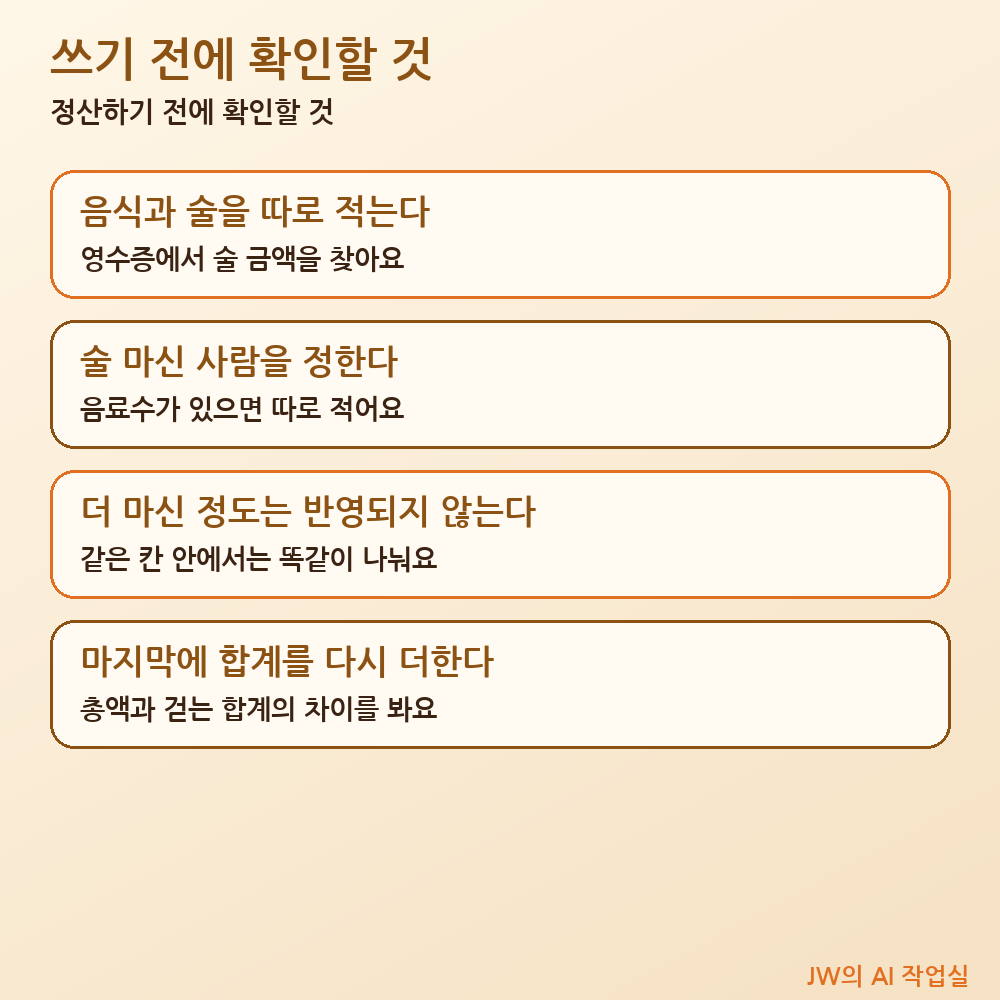 쓰기 전에 확인할 것
정산하기 전에 확인할 것
음식과 술을 따로 적는다
영수증에서 술 금액을 찾아요
술 마신 사람을 정한다
음료수가 있으면 따로 적어요
더 마신 정도는 반영되지 않는다
같은 칸 안에서는 똑같이 나눠요
마지막에 합계를 다시 더한다
총액과 걷는 합계의 차이를 봐요
JW의 AI 작업실